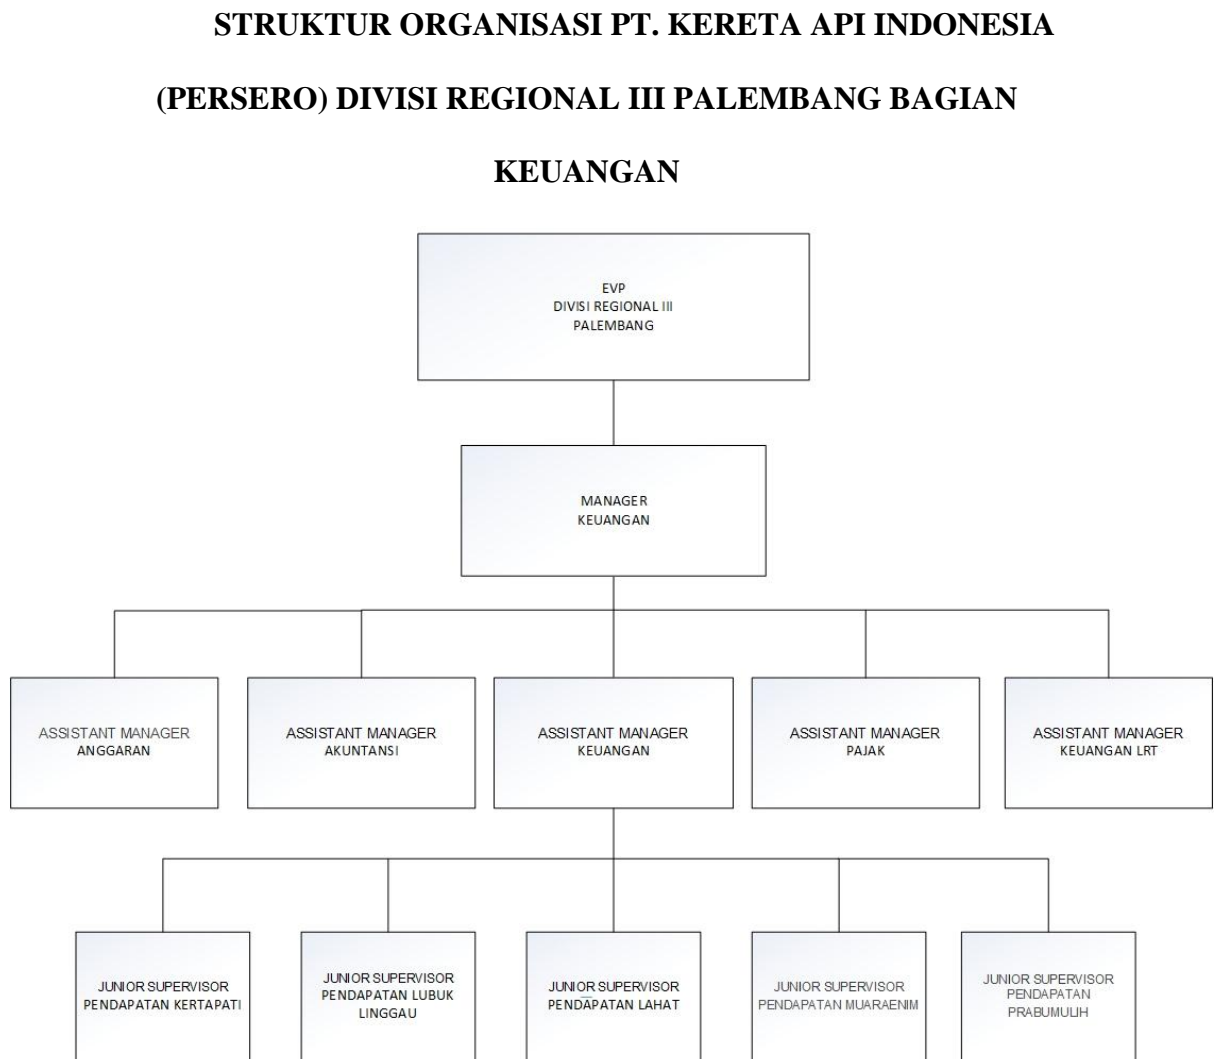 STRUKTUR ORGANISASI PT. KERETA API INDONESIA
(PERSERO) DIVISI REGIONAL III PALEMBANG BAGIAN
KEUANGAN
EVP
DIVISI REGIONAL III
PALEMBANG
MANAGER
KEUANGAN
ASSISTANT MANAGER
ANGGARAN
ASSISTANT MANAGER
AKUNTANSI
ASSISTANT MANAGER
KEUANGAN
ASSISTANT MANAGER
PAJAK
ASSISTANT MANAGER
KEUANGAN LRT
JUNIOR SUPERVISOR
PENDAPATAN KERTAPATI
JUNIOR SUPERVISOR
PENDAPATAN LUBUK
LINGGAU
JUNIOR SUPERVISOR
PENDAPATAN LAHAT
JUNIOR SUPERVISOR
PENDAPATAN MUARAENIM
JUNIOR SUPERVISOR
PENDAPATAN
PRABUMULIH